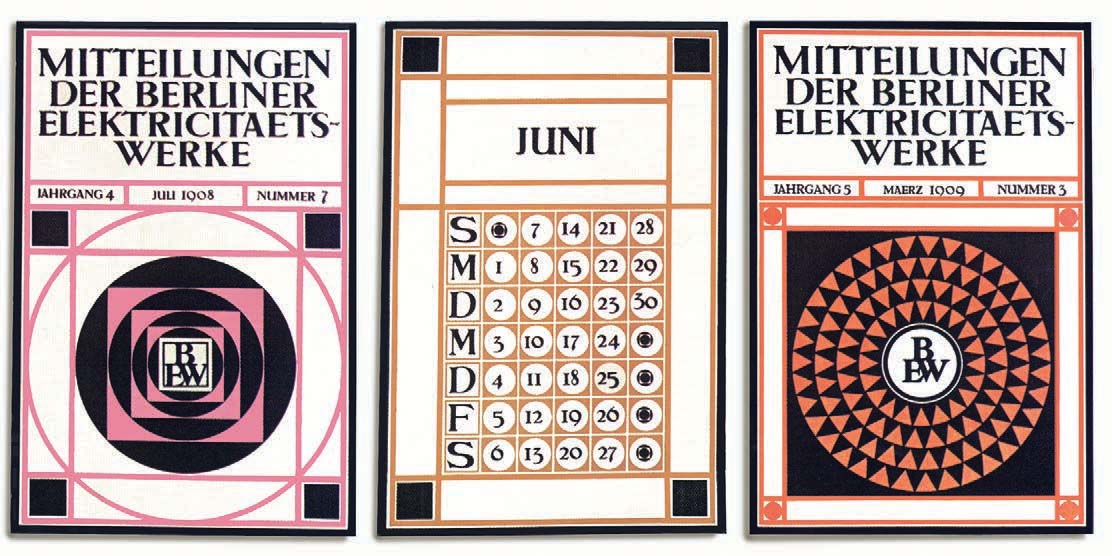 MITTEILUNGEN
DER BERLINER
ELEKTRICITAETS-
WERKE
JAHRGANG 4 JULI 1908 NUMMER 7
B
EW
JUNI
S 7 14 21 28
M 1 8 15 22 29
D 2 9 16 23 30
M 3 10 17 24
D 4 11 18 25
F 5 12 19 26
S 6 13 20 27
MITTEILUNGEN
DER BERLINER
ELEKTRICITAETS-
WERKE
JAHRGANG 5 MAERZ 1909 NUMMER 3
B
EW